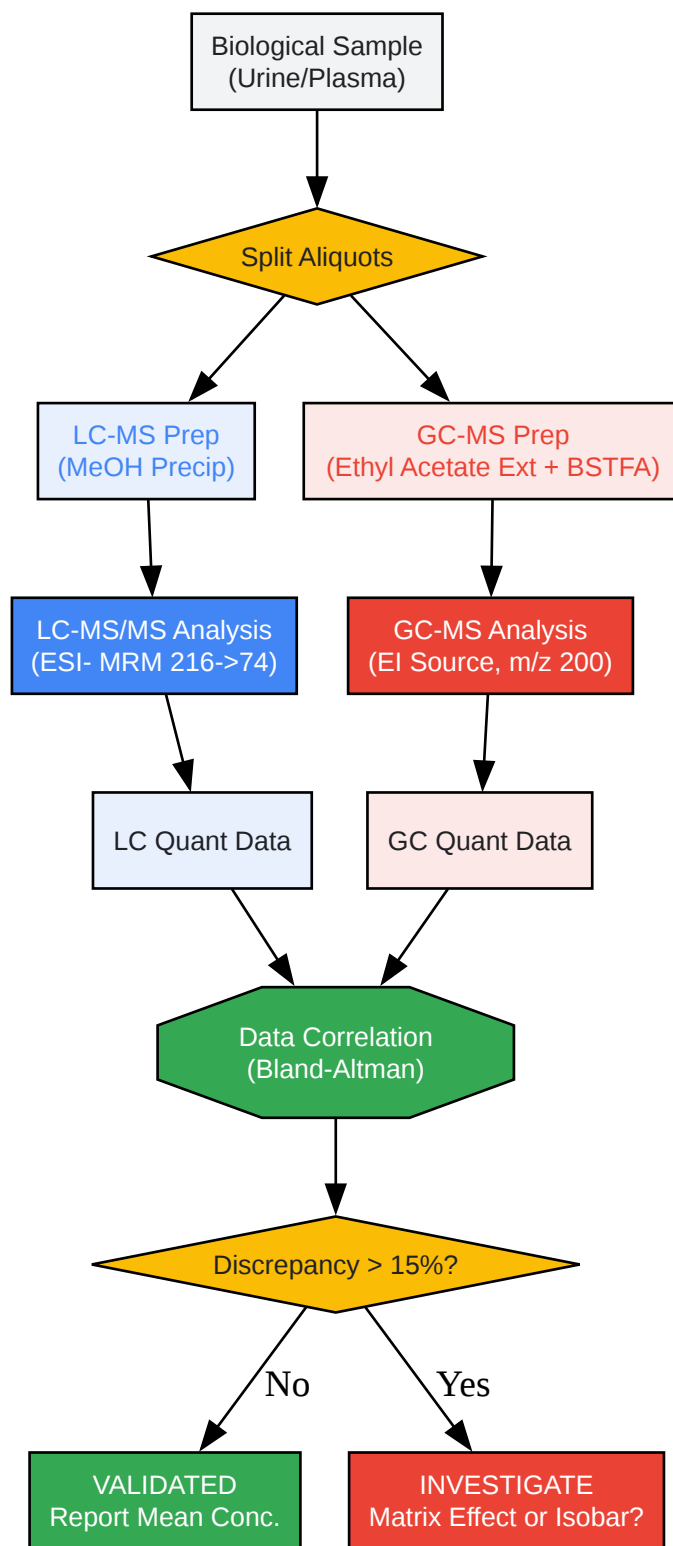 Biological Sample
(Urine/Plasma)
Split Aliquots
LC-MS Prep
(MeOH Precip)
GC-MS Prep
(Ethyl Acetate Ext + BSTFA)
LC-MS/MS Analysis
(ESI- MRM 216->74)
GC-MS Analysis
(EI Source, m/z 200)
LC Quant Data
GC Quant Data
Data Correlation
(Bland-Altman)
Discrepancy > 15%?
No
Yes
VALIDATED
Report Mean Conc.
INVESTIGATE
Matrix Effect or Isobar?